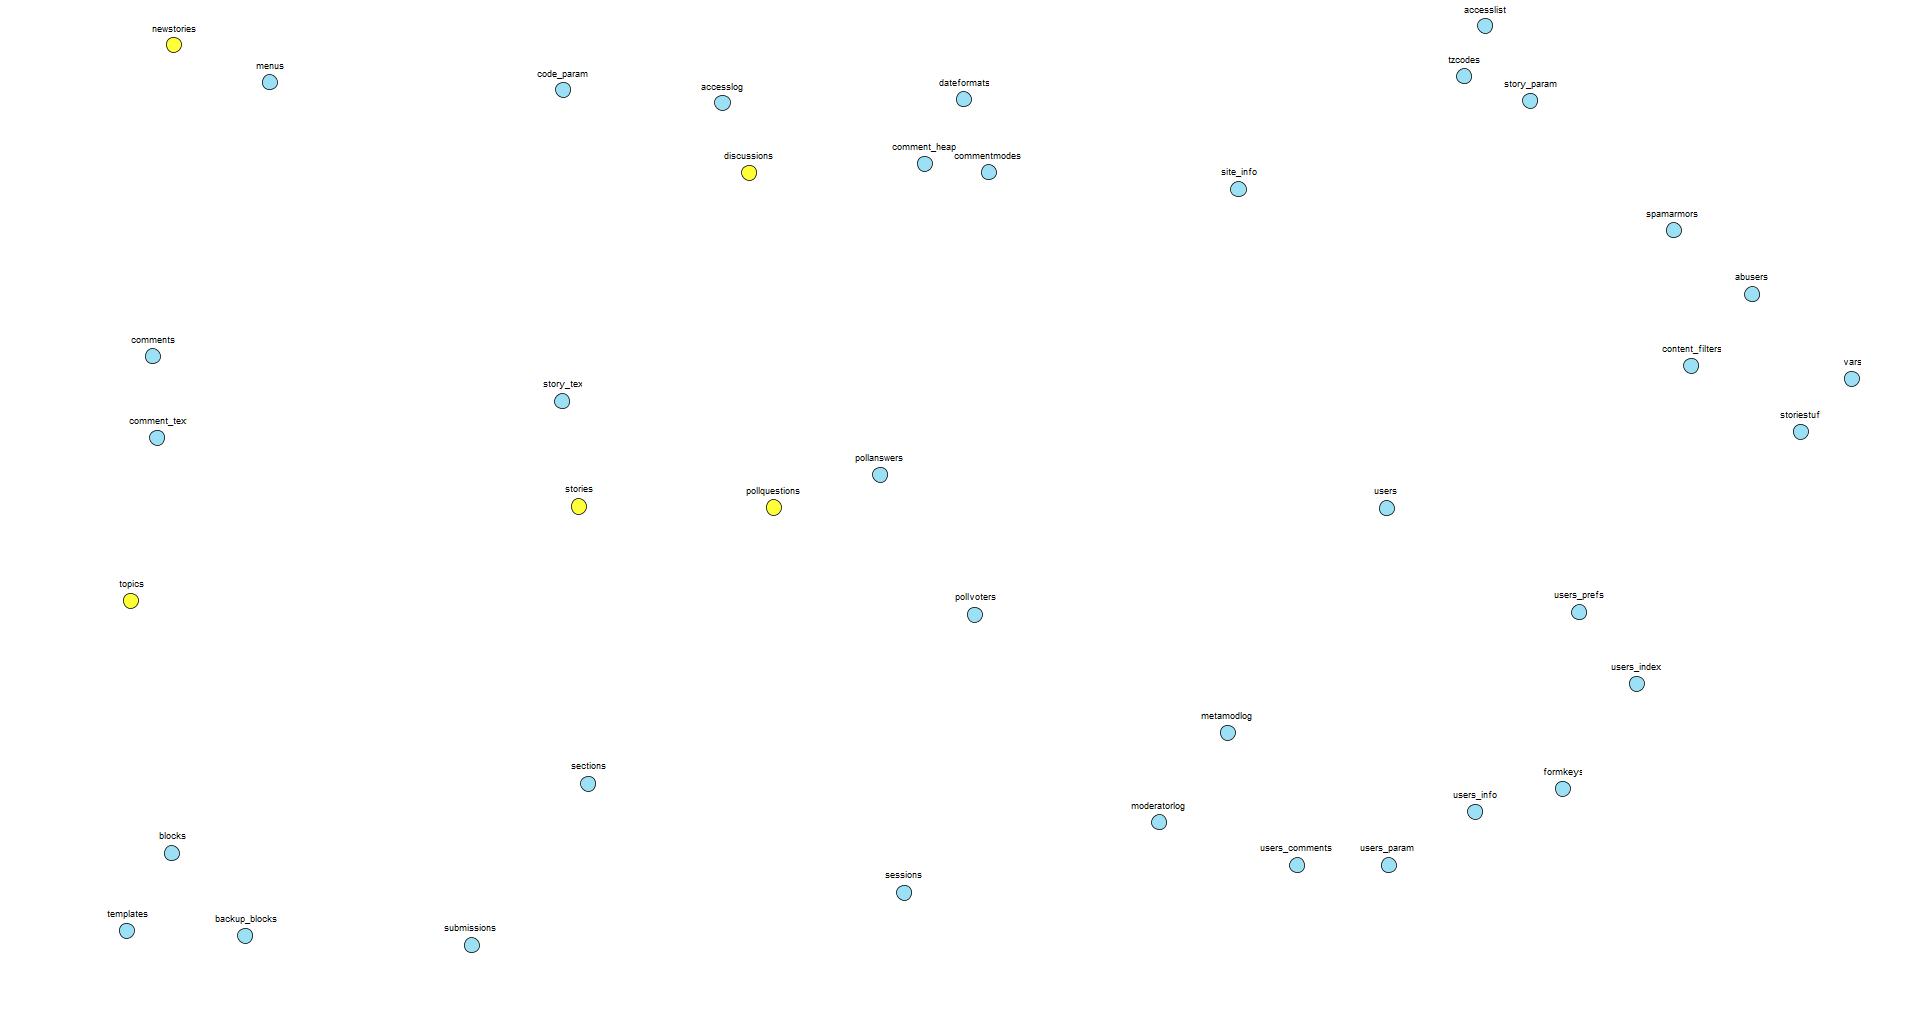 accesslist
newstories
tzcodes
menus
code_param
dateformats
story_param
accesslog
comment_heap
discussions
commentmodes
site_info
spamarmors
abusers
comments
content_filters
vars
story_tex
storiestuf
comment_tex
pollanswers
stories
pollquestions
users
topics
users_prefs
pollvoters
users_index
metamodlog
sections
formkeys
users_info
moderatorlog
blocks
users_comments
users_param
sessions
templates
backup_blocks
submissions